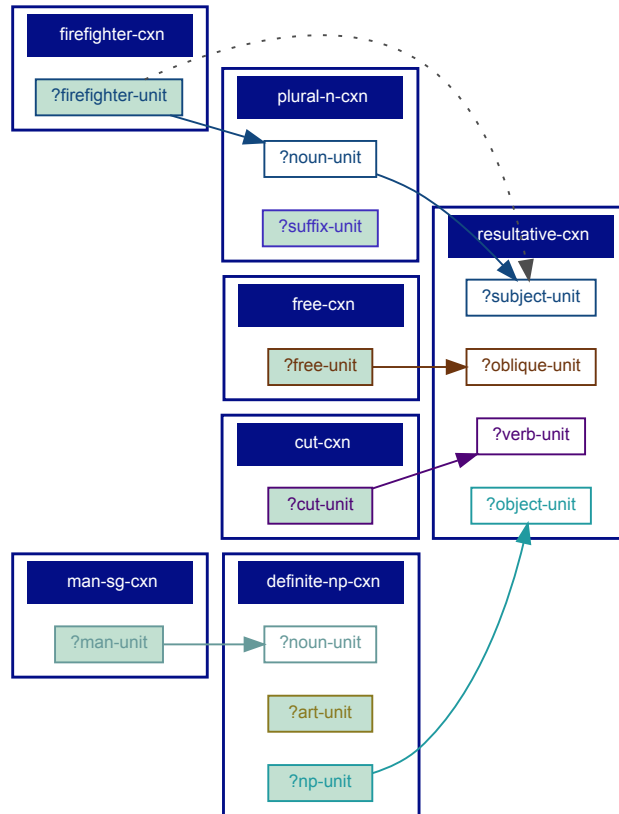 firefighter-cxn
?firefighter-unit
plural-n-cxn
?noun-unit
?suffix-unit
resultative-cxn
?subject-unit
?oblique-unit
?verb-unit
?object-unit
free-cxn
?free-unit
cut-cxn
?cut-unit
man-sg-cxn
?man-unit
definite-np-cxn
?noun-unit
?art-unit
?np-unit